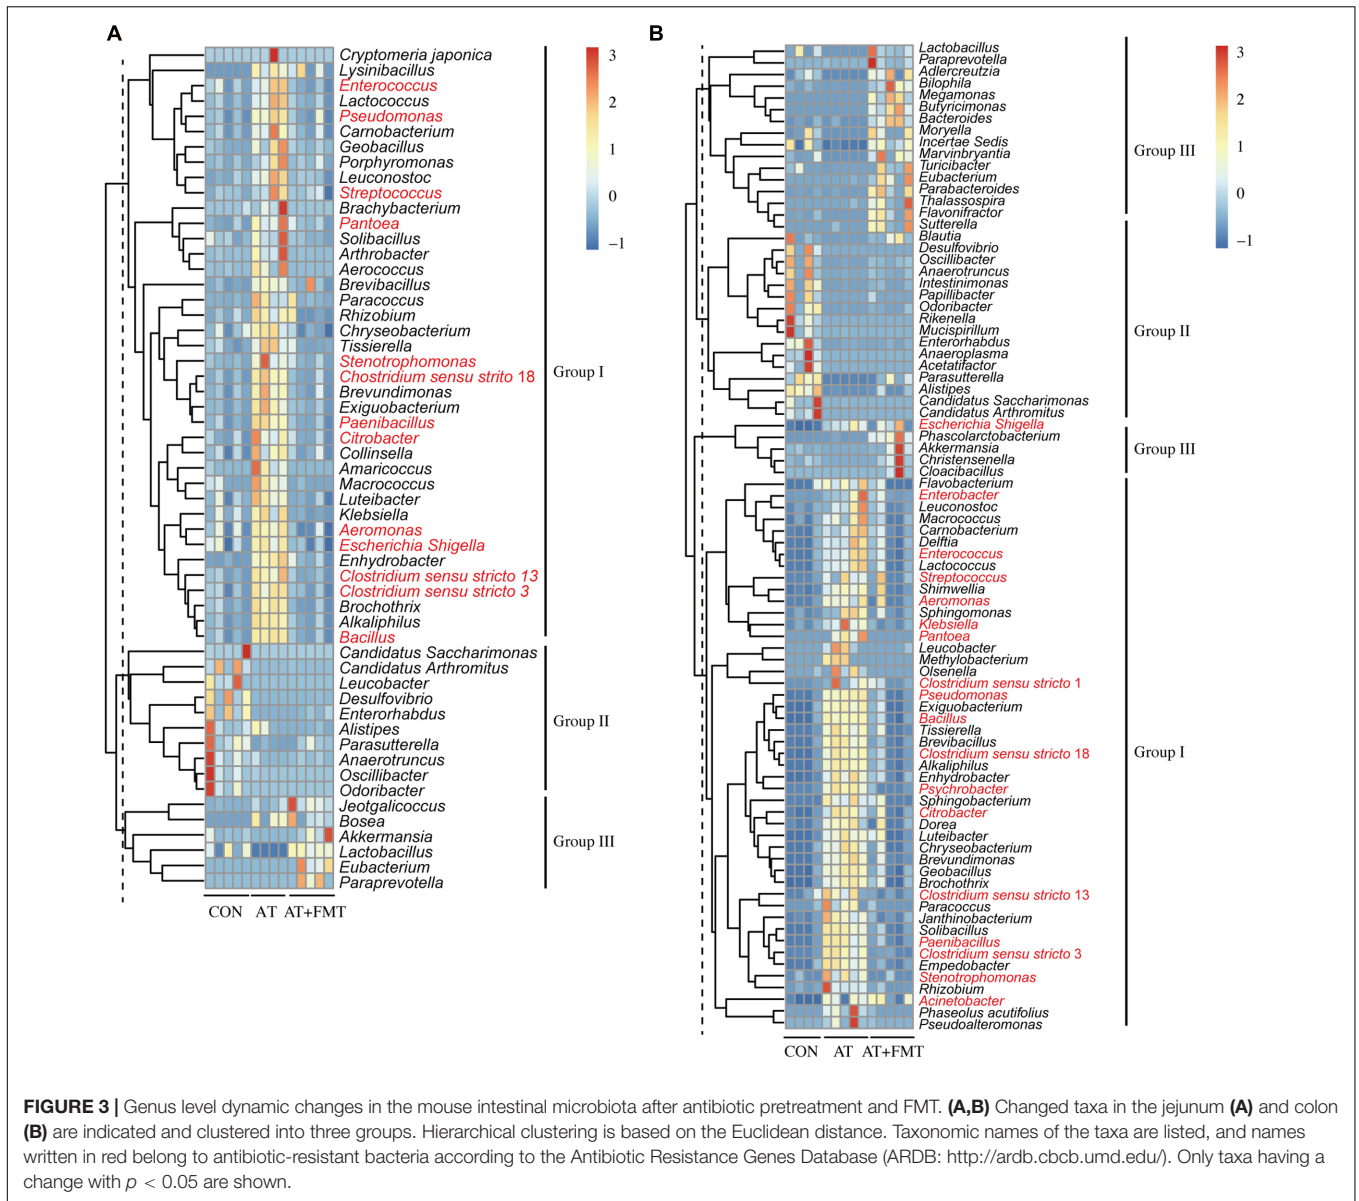 A
Cryptomeria japonica
Lysinibacillus
Enterococcus
Lactococcus
Pseudomonas
Carnobacterium
Geobacillus
Porphyromonas
Leuconostoc
Streptococcus
Brachybacterium
Pantoea
Solibacillus
Arthrobacter
Aerococcus
Brevibacillus
Paracoccus
Rhizobium
Chryseobacterium
Tissierella
Stenotrophomonas
Chostridium sensu strito 18
Brevundimonas
Exiguobacterium
Paenibacillus
Citrobacter
Collinsella
Amaricoccus
Macrococcus
Luteibacter
Klebsiella
Aeromonas
Escherichia Shigella
Enhydrobacter
Clostridium sensu stricto 13
Clostridium sensu stricto 3
Brochothrix
Alkaliphilus
Bacillus
Candidatus Saccharimonas
Candidatus Arthromitus
Leucobacter
Desulfovibrio
Enterorhabdus
Alistipes
Parasutterella
Anaerotruncus
Oscillibacter
Odoribacter
Jeotgalicoccus
Bosea
Akkermansia
Lactobacillus
Eubacterium
Paraprevotella
Group I
Group II
Group III
3
2
1
0
−1
CON AT AT+FMT
B
Lactobacillus
Paraprevotella
Adlercreutzia
Bilophila
Megamonas
Butyricimonas
Bacteroides
Moryella
Incertae Sedis
Marvinbryantia
Turicibacter
Eubacterium
Parabacteroides
Thalassospira
Flavonifractor
Sutterella
Blautia
Desulfovibrio
Oscillibacter
Anaerotruncus
Intestinimonas
Papillibacter
Odoribacter
Rikenella
Mucispirillum
Enterorhabdus
Anaeroplasma
Acetatifactor
Parasutterella
Alistipes
Candidatus Saccharimonas
Candidatus Arthromitus
Escherichia Shigella
Phascolarctobacterium
Akkermansia
Christensenella
Cloacibacillus
Flavobacterium
Enterobacter
Leuconostoc
Macrococcus
Carnobacterium
Delftia
Enterococcus
Lactococcus
Streptococcus
Shimwellia
Aeromonas
Sphingomonas
Klebsiella
Pantoea
Leucobacter
Methylobacterium
Olsenella
Clostridium sensu stricto 1
Pseudomonas
Exiguobacterium
Bacillus
Tissierella
Brevibacillus
Clostridium sensu stricto 18
Alkaliphilus
Enhydrobacter
Psychrobacter
Sphingobacterium
Citrobacter
Dorea
Luteibacter
Chryseobacterium
Brevundimonas
Geobacillus
Brochothrix
Clostridium sensu stricto 13
Paracoccus
Janthinobacterium
Solibacillus
Paenibacillus
Clostridium sensu stricto 3
Empedobacter
Stenotrophomonas
Rhizobium
Acinetobacter
Phaseolus acutifolius
Pseudoalteromonas
Group III
Group II
Group III
Group I
3
2
1
0
−1
CON AT AT+FMT
FIGURE 3 | Genus level dynamic changes in the mouse intestinal microbiota after antibiotic pretreatment and FMT. (A,B) Changed taxa in the jejunum (A) and colon
(B) are indicated and clustered into three groups. Hierarchical clustering is based on the Euclidean distance. Taxonomic names of the taxa are listed, and names
written in red belong to antibiotic-resistant bacteria according to the Antibiotic Resistance Genes Database (ARDB: http://ardb.cbcb.umd.edu/). Only taxa having a
change with p < 0.05 are shown.